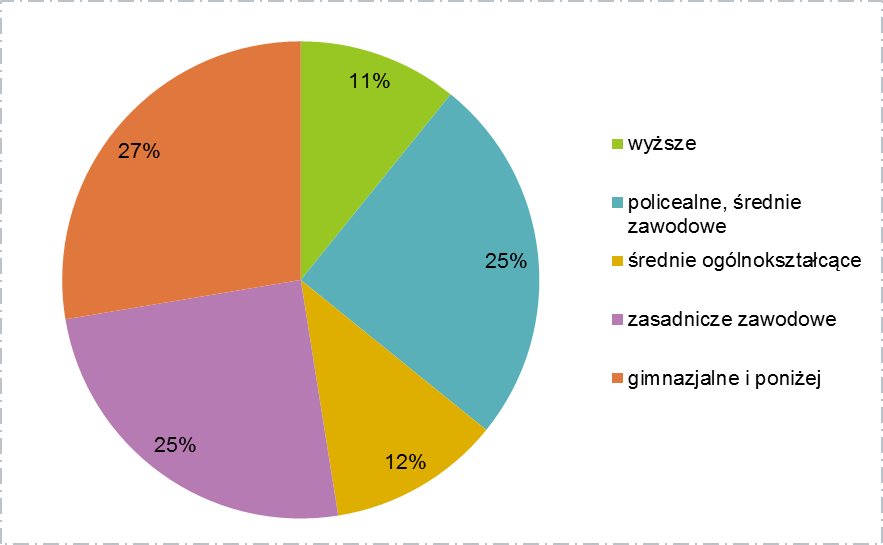 11%
27%
25%
12%
25%
wyższe
policealne, średnie
zawodowe
średnie ogólnokształcące
zasadnicze zawodowe
gimnazjalne i poniżej